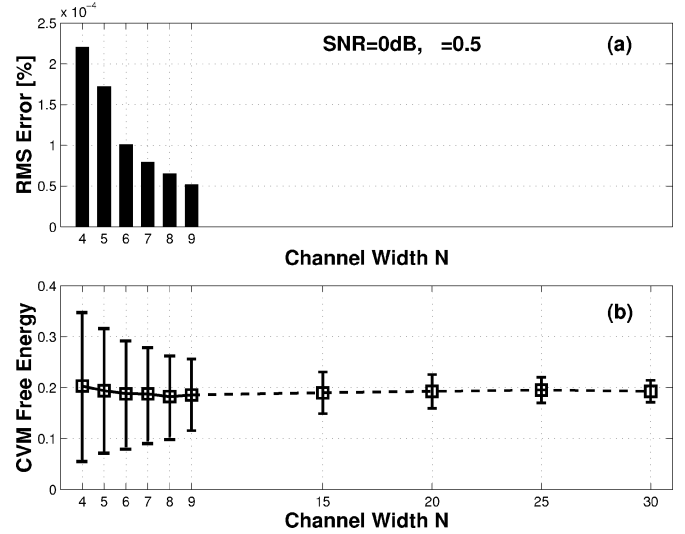 x 10⁻⁴
2.5
2
1.5
1
0.5
0
RMS Error [%]
SNR=0dB, =0.5
(a)
4 5 6 7 8 9
Channel Width N
0.4
0.3
0.2
0.1
0
CVM Free Energy
(b)
4 5 6 7 8 9 15 20 25 30
Channel Width N